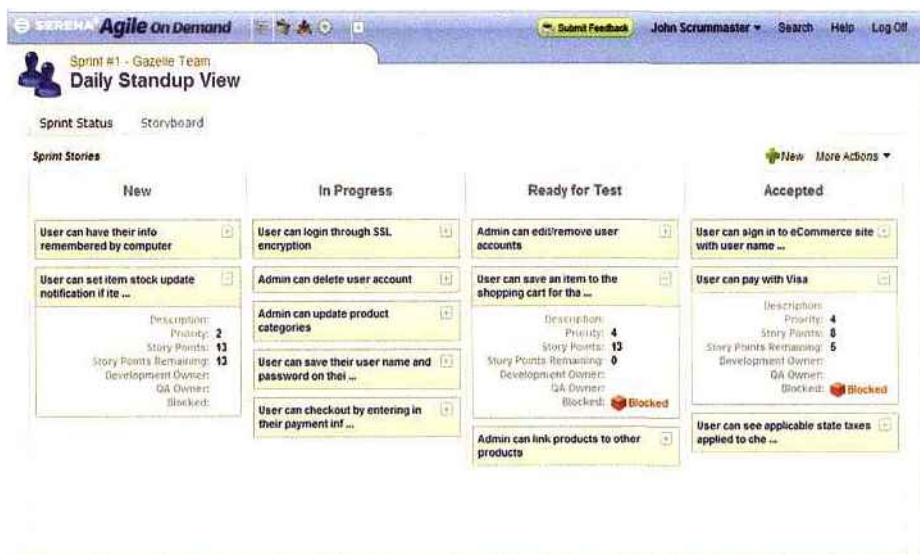 SERENA Agile On Demand
Submit Feedback John Scrummaster Search Help Log Off
Sprint #1 - Gazelle Team
Daily Standup View
Sprint Status Storyboard
Sprint Stories
New More Actions
New
User can have their info
remembered by computer
User can set item stock update
notification if ite ...
Description:
Priority: 2
Story Points: 13
Story Points Remaining: 13
Development Owner:
QA Owner:
Blocked:
In Progress
User can login through SSL
encryption
Admin can delete user account
Admin can update product
categories
User can save their user name and
password on thei ...
User can checkout by entering in
their payment inf ...
Ready for Test
Admin can edit/remove user
accounts
User can save an item to the
shopping cart for tha ...
Description:
Priority: 4
Story Points: 13
Story Points Remaining: 0
Development Owner:
QA Owner:
Blocked: Blocked
Admin can link products to other
products
Accepted
User can sign in to eCommerce site
with user name ...
User can pay with Visa
Description:
Priority: 4
Story Points: 8
Story Points Remaining: 5
Development Owner:
QA Owner:
Blocked: Blocked
User can see applicable state taxes
applied to che ...